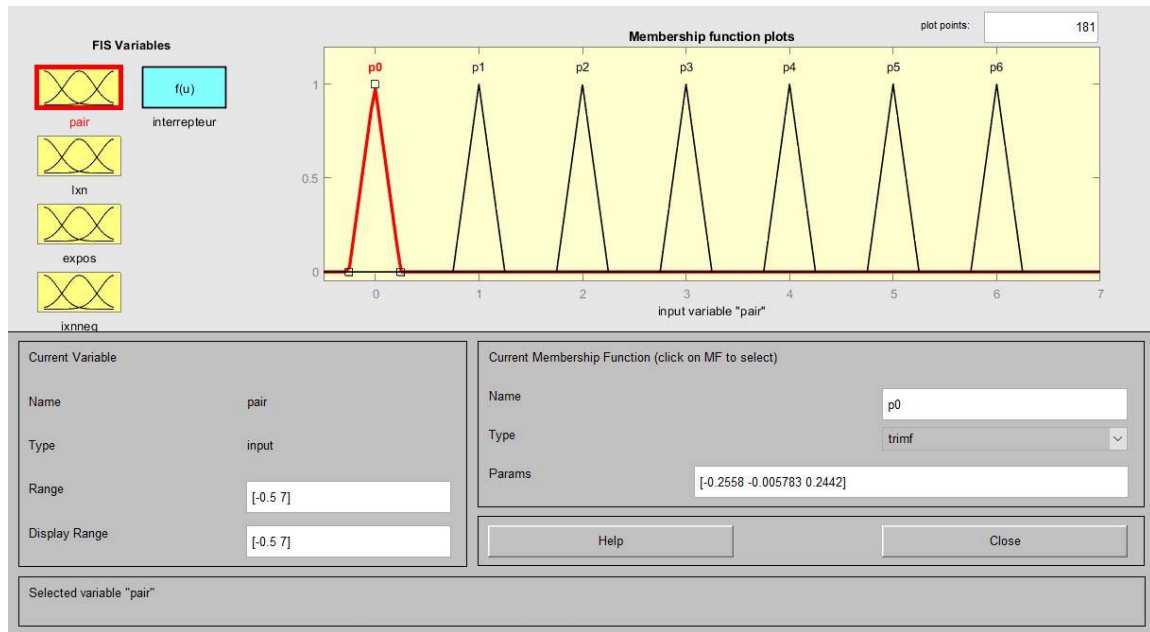 FIS Variables
f(u)
pair
interrepteur
Ixn
expos
ixnneg
Membership function plots
plot points:
181
p0 p1 p2 p3 p4 p5 p6
1
0.5
0
0 1 2 3 4 5 6 7
input variable "pair"
Current Variable
Name pair
Type input
Range [-0.5 7]
Display Range [-0.5 7]
Current Membership Function (click on MF to select)
Name p0
Type trimf
Params [-0.2558 -0.005783 0.2442]
Help Close
Selected variable "pair"